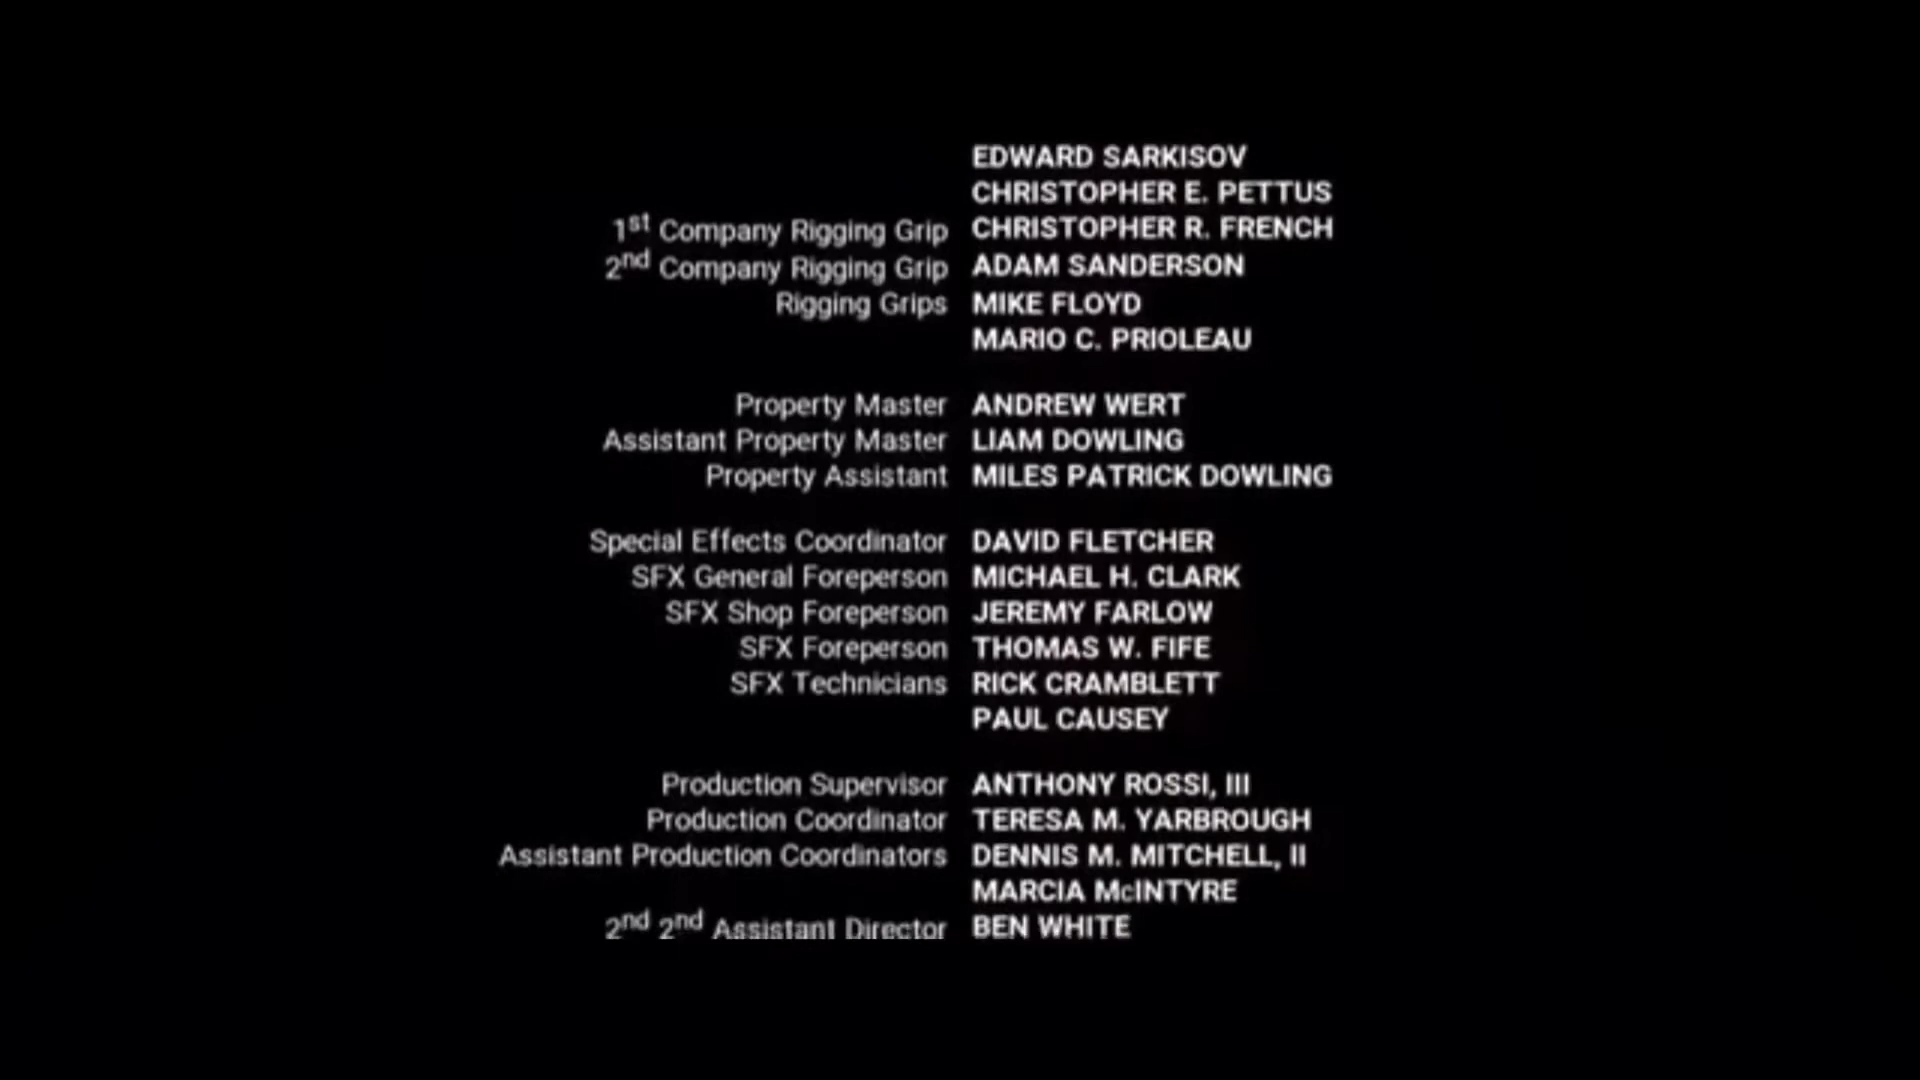 EDWARD SARKISOV
CHRISTOPHER E. PETTUS
1st Company Rigging Grip CHRISTOPHER R. FRENCH
2nd Company Rigging Grip ADAM SANDERSON
Rigging Grips MIKE FLOYD
MARIO C. PRIOLEAU
Property Master ANDREW WERT
Assistant Property Master LIAM DOWLING
Property Assistant MILES PATRICK DOWLING
Special Effects Coordinator DAVID FLETCHER
SFX General Foreperson MICHAEL H. CLARK
SFX Shop Foreperson JEREMY FARLOW
SFX Foreperson THOMAS W. FIFE
SFX Technicians RICK CRAMBLETT
PAUL CAUSEY
Production Supervisor ANTHONY ROSSI, III
Production Coordinator TERESA M. YARBROUGH
Assistant Production Coordinators DENNIS M. MITCHELL, II
MARCIA McINTYRE
2nd 2nd Assistant Director BEN WHITE